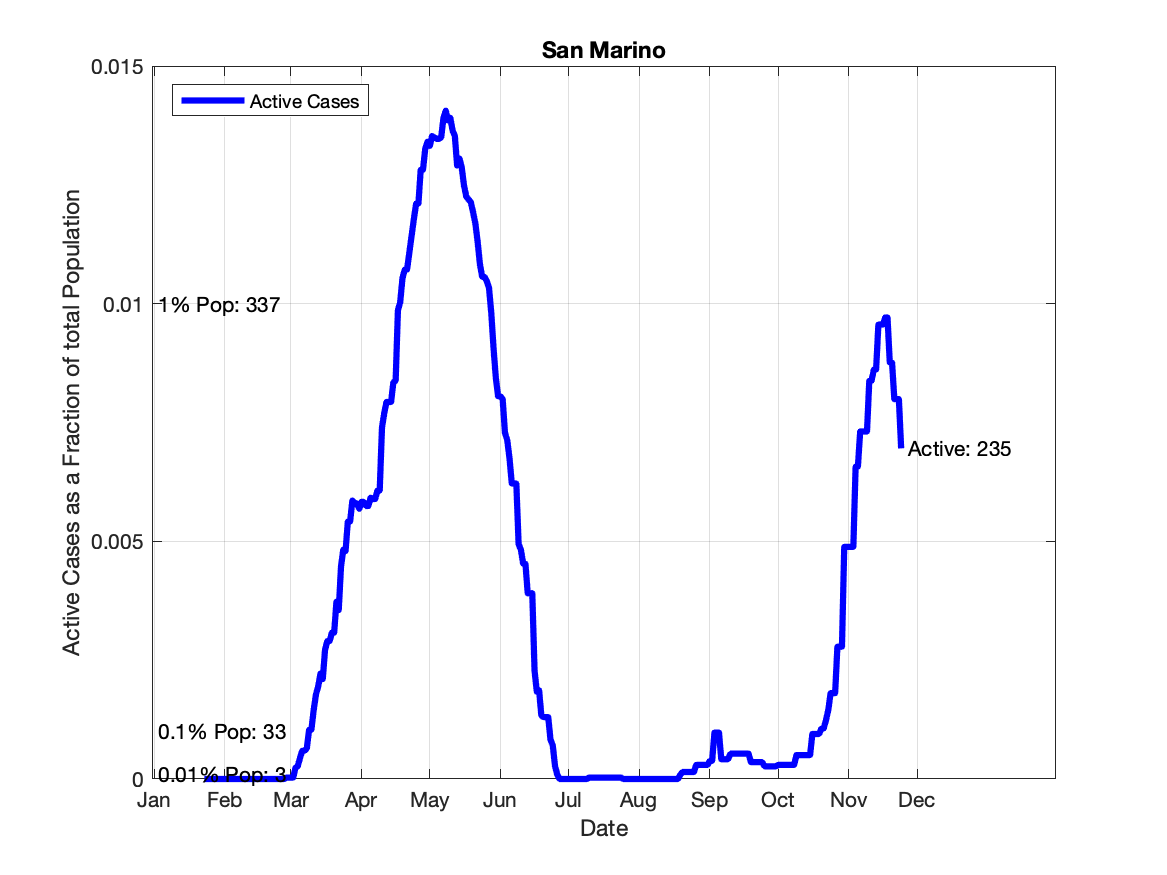 San Marino
0.015
Active Cases
Active Cases as a Fraction of total Population
0.01
1% Pop: 337
Active: 235
0.005
0.1% Pop: 33
0.01% Pop: 3
0
Jan Feb Mar Apr May Jun Jul Aug Sep Oct Nov Dec
Date